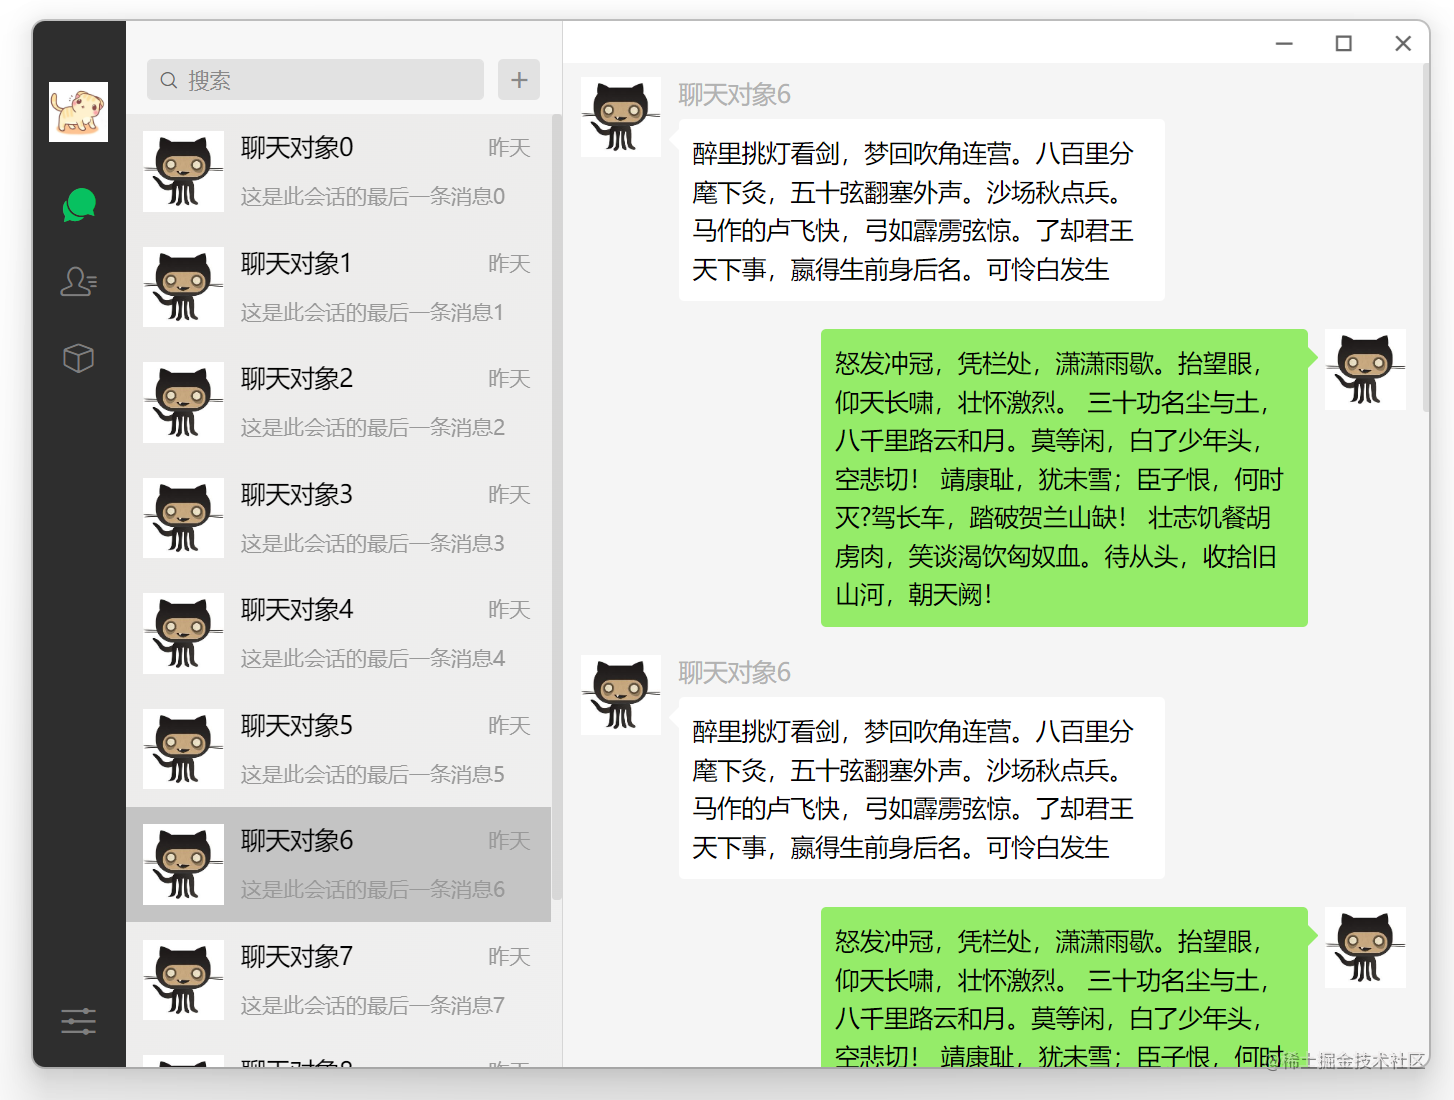 搜索
聊天对象0
昨天
这是此会话的最后一条消息0
聊天对象1
昨天
这是此会话的最后一条消息1
聊天对象2
昨天
这是此会话的最后一条消息2
聊天对象3
昨天
这是此会话的最后一条消息3
聊天对象4
昨天
这是此会话的最后一条消息4
聊天对象5
昨天
这是此会话的最后一条消息5
聊天对象6
昨天
这是此会话的最后一条消息6
聊天对象7
昨天
这是此会话的最后一条消息7
聊天对象8
昨天
聊天对象6
醉里挑灯看剑，梦回吹角连营。八百里分
麾下灸，五十弦翻塞外声。沙场秋点兵。
马作的卢飞快，弓如霹雳弦惊。了却君王
天下事，嬴得生前身后名。可怜白发生
怒发冲冠，凭栏处，潇潇雨歇。抬望眼，
仰天长啸，壮怀激烈。 三十功名尘与土，
八千里路云和月。莫等闲，白了少年头，
空悲切！ 靖康耻，犹未雪；臣子恨，何时
灭?驾长车，踏破贺兰山缺！ 壮志饥餐胡
虏肉，笑谈渴饮匈奴血。待从头，收拾旧
山河，朝天阙！
聊天对象6
醉里挑灯看剑，梦回吹角连营。八百里分
麾下灸，五十弦翻塞外声。沙场秋点兵。
马作的卢飞快，弓如霹雳弦惊。了却君王
天下事，嬴得生前身后名。可怜白发生
怒发冲冠，凭栏处，潇潇雨歇。抬望眼，
仰天长啸，壮怀激烈。 三十功名尘与土，
八千里路云和月。莫等闲，白了少年头，
空悲切！ 靖康耻，犹未雪；臣子恨，何时
@稀土掘金技术社区